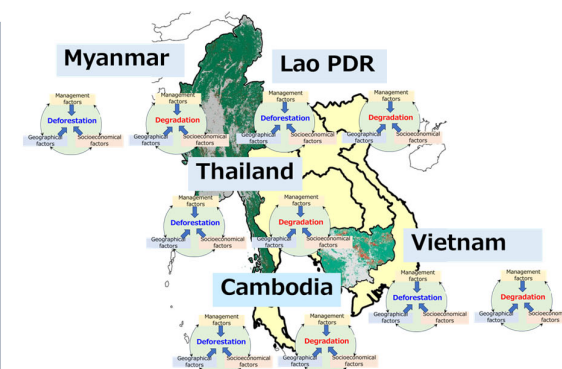 Myanmar
Lao PDR
Management
factors
Deforestation
Geographical
factors
Socioeconomical
factors
Management
factors
Degradation
Geographical
factors
Socioeconomical
factors
Management
factors
Deforestation
Geographical
factors
Socioeconomical
factors
Management
factors
Degradation
Geographical
factors
Socioeconomical
factors
Thailand
Management
factors
Deforestation
Geographical
factors
Socioeconomical
factors
Management
factors
Degradation
Geographical
factors
Socioeconomical
factors
Vietnam
Management
factors
Deforestation
Geographical
factors
Socioeconomical
factors
Management
factors
Degradation
Geographical
factors
Socioeconomical
factors
Cambodia
Management
factors
Deforestation
Geographical
factors
Socioeconomical
factors
Management
factors
Degradation
Geographical
factors
Socioeconomical
factors